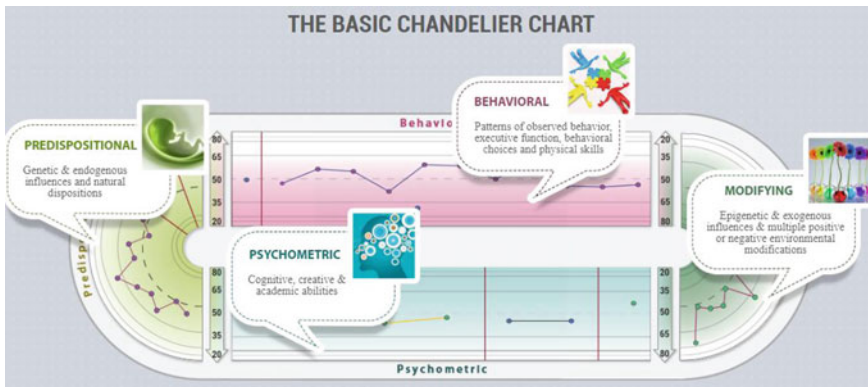 THE BASIC CHANDELIER CHART
BEHAVIORAL
Patterns of observed behavior,
executive function, behavioral
choices and physical skills
Behavio
PREDISPOSITIONAL
Genetic & endogenous
influences and natural
dispositions
MODIFYING
Epigenetic & exogenous
influences & multiple positive
or negative environmental
modifications
PSYCHOMETRIC
Cognitive, creative &
academic abilities
Predispo
80
65
50
35
20
20
35
50
65
80
80
65
50
35
20
20
35
50
65
80
Psychometric